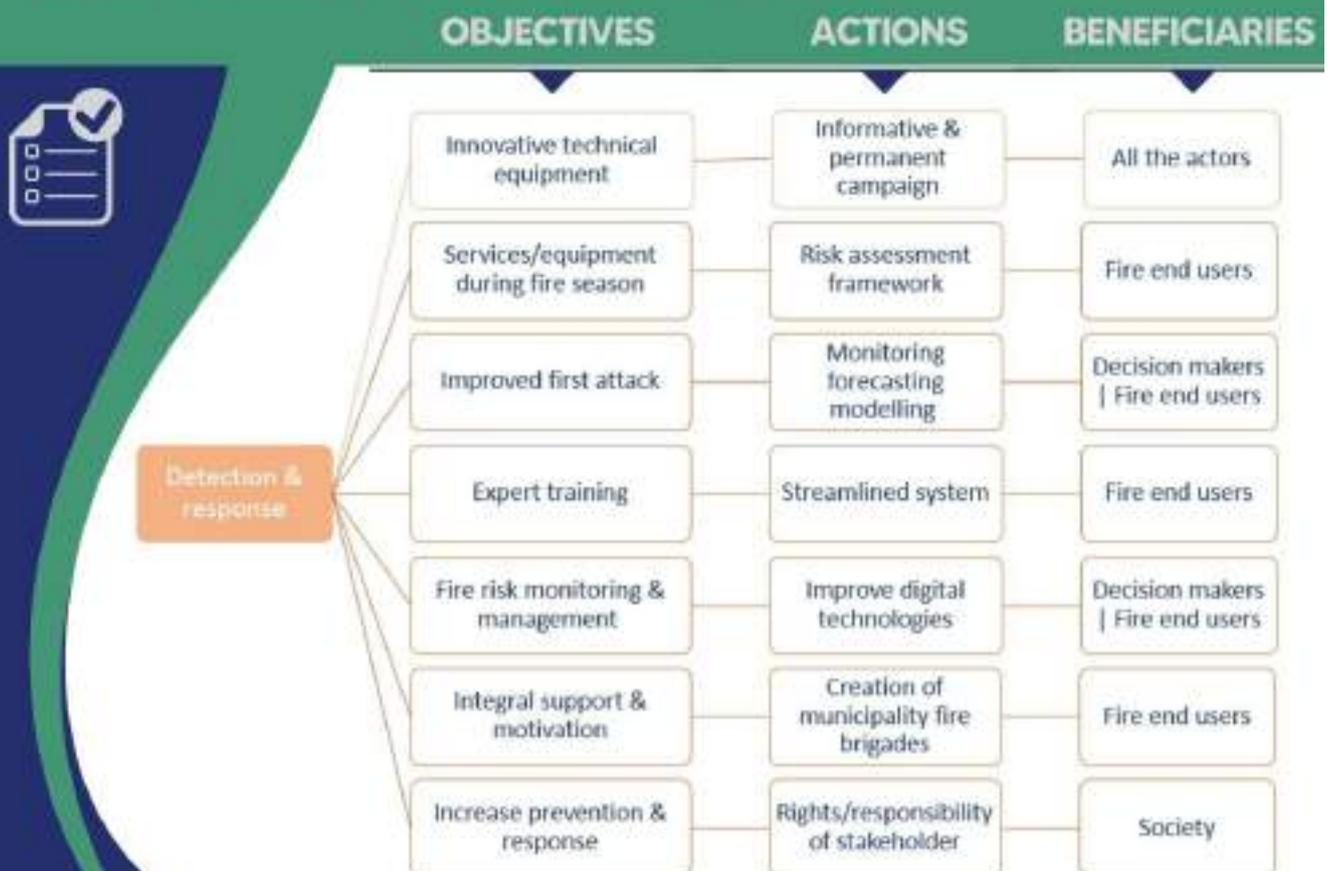 OBJECTIVES ACTIONS BENEFICIARIES
Detection &
response
Innovative technical
equipment
Informative &
permanent
campaign
All the actors
Services/equipment
during fire season
Risk assessment
framework
Fire end users
Improved first attack
Monitoring
forecasting
modelling
Decision makers
| Fire end users
Expert training
Streamlined system
Fire end users
Fire risk monitoring &
management
Improve digital
technologies
Decision makers
| Fire end users
Integral support &
motivation
Creation of
municipality fire
brigades
Fire end users
Increase prevention &
response
Rights/responsibility
of stakeholder
Society